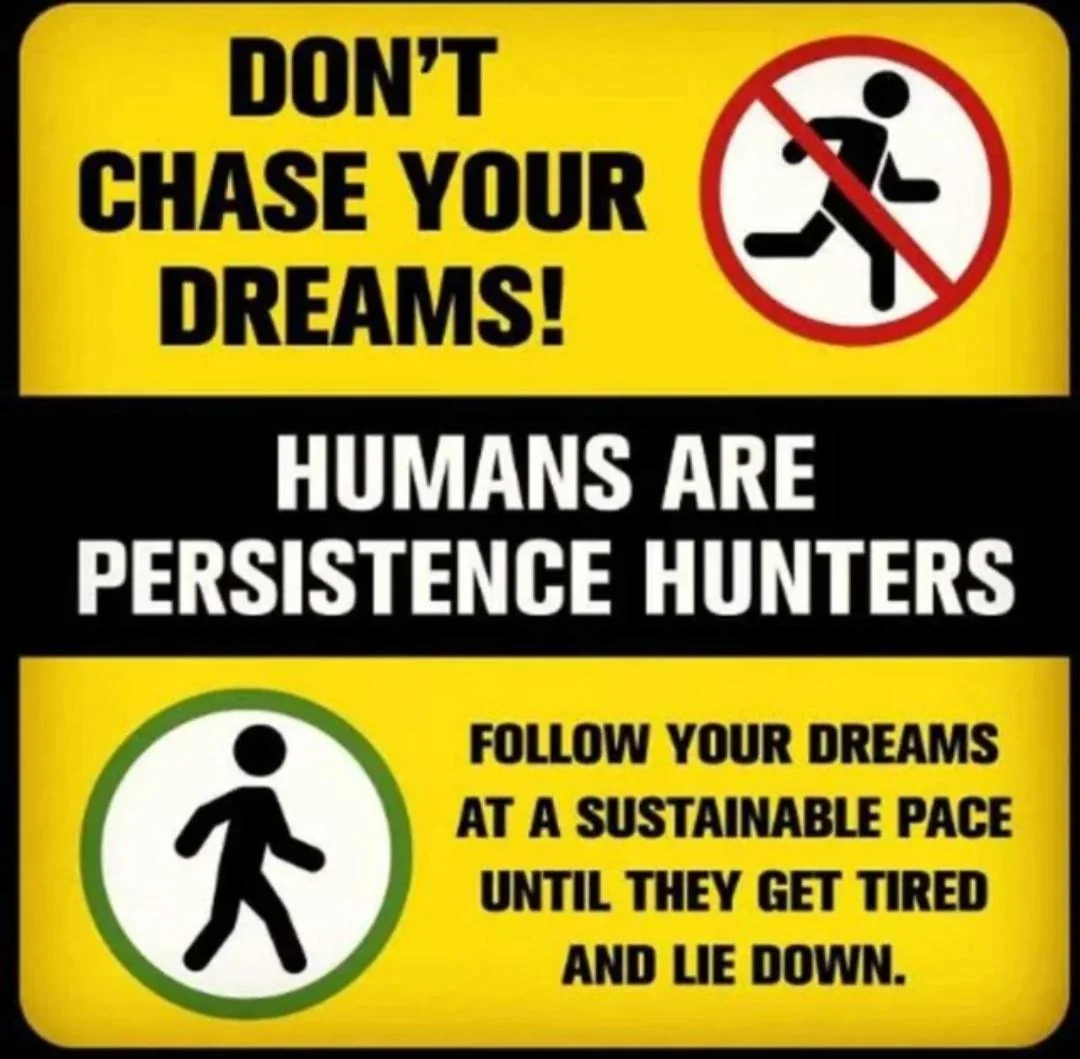 DON'T
CHASE YOUR
DREAMS!
HUMANS ARE
PERSISTENCE HUNTERS
FOLLOW YOUR DREAMS
AT A SUSTAINABLE PACE
UNTIL THEY GET TIRED
AND LIE DOWN.